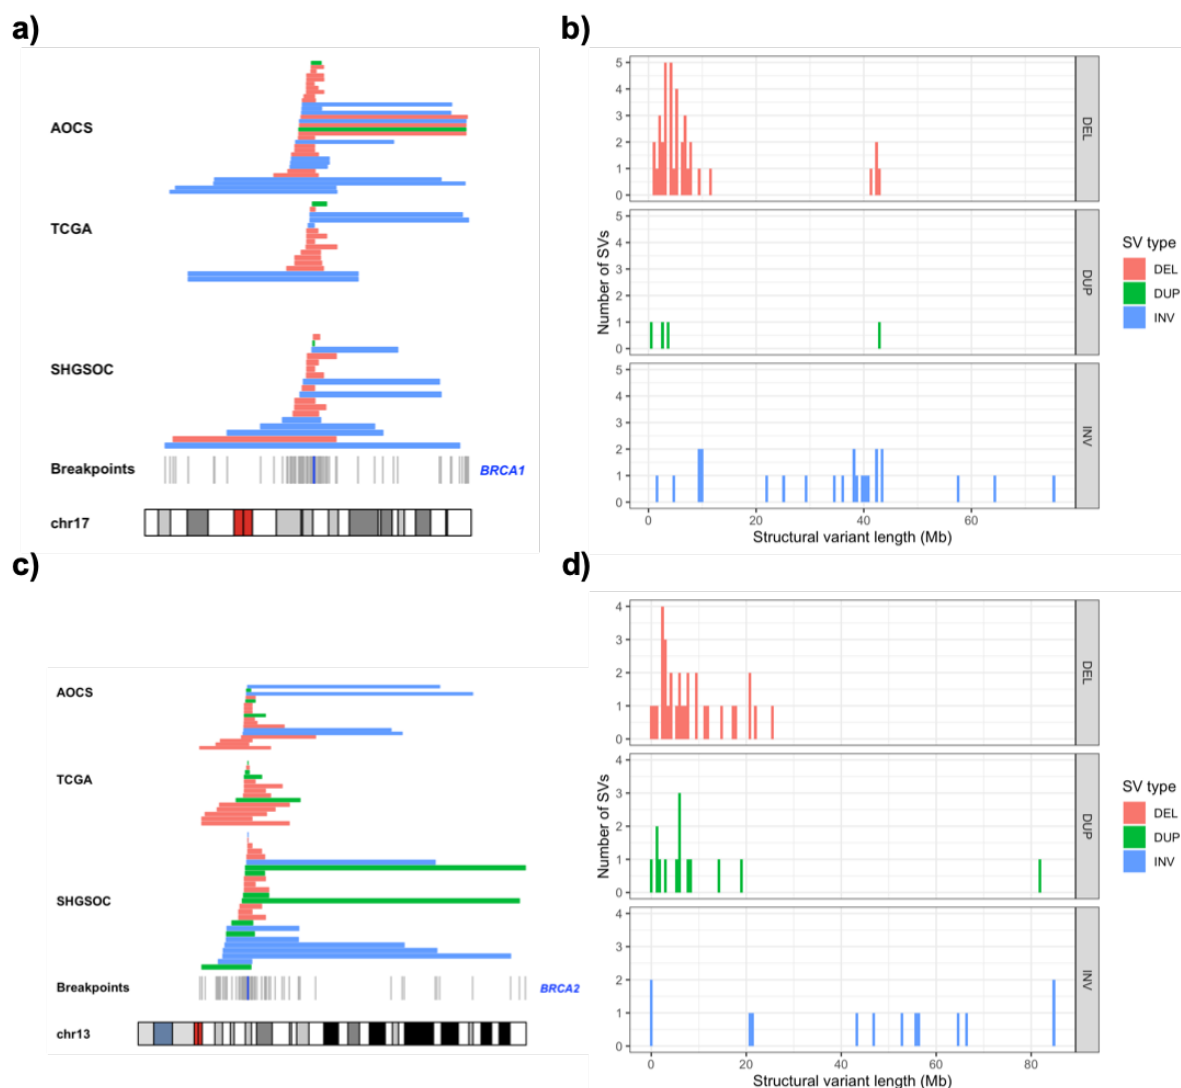 a)
AOCS
TCGA
SHGSOC
Breakpoints
BRCA1
chr17
b)
5
4
3
2
1
0
DEL
5
4
3
2
1
0
DUP
5
4
3
2
1
0
INV
Number of SVs
0
20
40
60
Structural variant length (Mb)
SV type
DEL
DUP
INV
c)
AOCS
TCGA
SHGSOC
Breakpoints
BRCA2
chr13
d)
4
3
2
1
0
DEL
4
3
2
1
0
DUP
4
3
2
1
0
INV
Number of SVs
0
20
40
60
80
Structural variant length (Mb)
SV type
DEL
DUP
INV